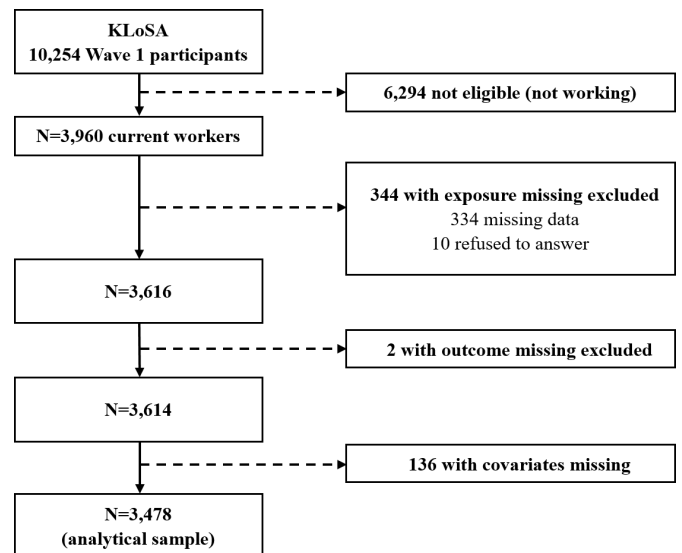 KLoSA
10,254 Wave 1 participants
6,294 not eligible (not working)
N=3,960 current workers
344 with exposure missing excluded
334 missing data
10 refused to answer
N=3,616
2 with outcome missing excluded
N=3,614
136 with covariates missing
N=3,478
(analytical sample)